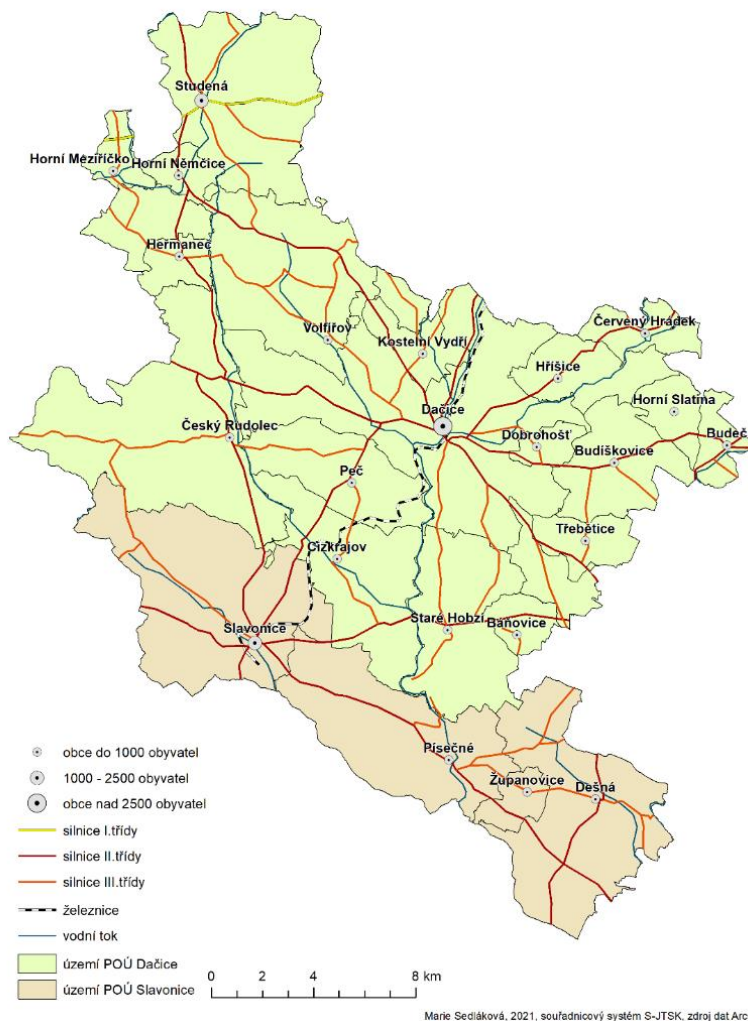 Studená
Horní Meziříčko
Horní Němčice
Heřmaneč
Volfířov
Kostelní Vydří
Červený Hrádek
Hříšice
Horní Slatina
Dačice
Český Rudolec
Dobrohošť
Budeč
Budíškovice
Peč
Třebětice
Cizkrajov
Staré Hobzí
Báňovice
Slavonice
Písečné
Županovice
Dešná
obce do 1000 obyvatel
1000 - 2500 obyvatel
obce nad 2500 obyvatel
silnice I.třídy
silnice II.třídy
silnice III.třídy
železnice
vodní tok
území POÚ Dačice
území POÚ Slavonice
0 2 4 8 km
Marie Sedláková, 2021, souřadnicový systém S-JTSK, zdroj dat Arc